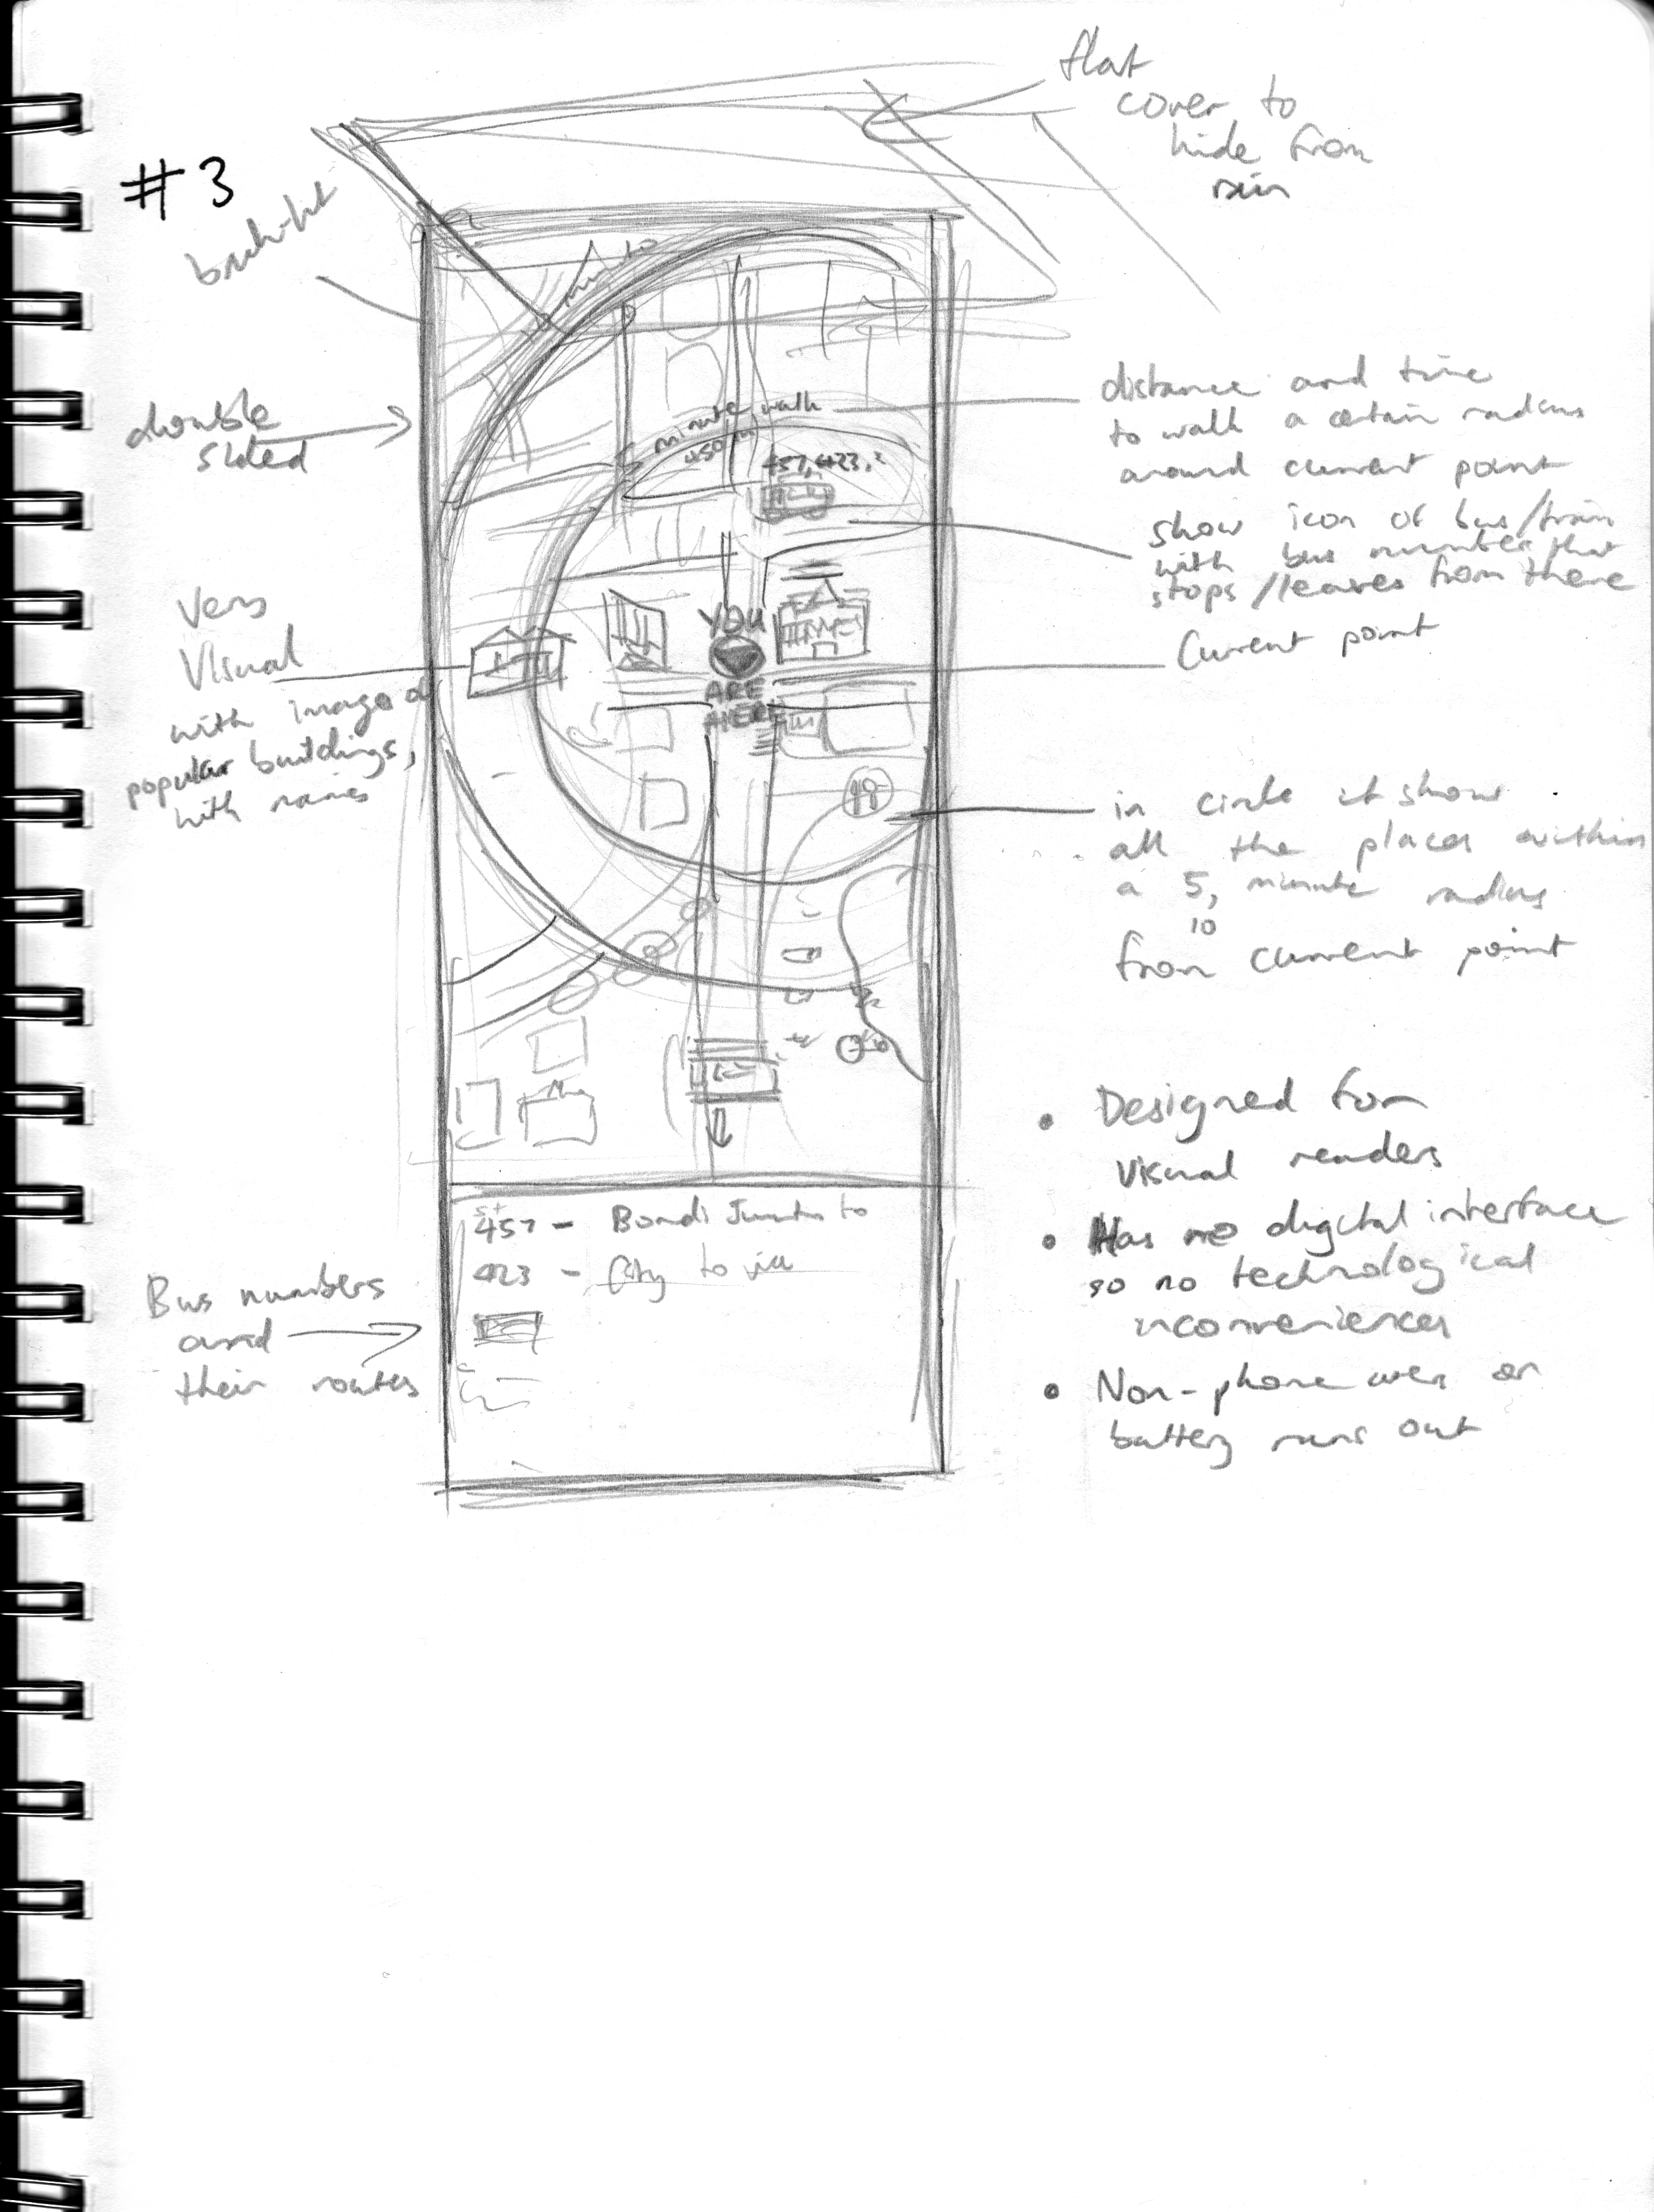 #3
flat
cover to
hide from
rain
back-lit
double
sided
minute walk
450m
457, 423,
distance and time
to walk a certain radius
around current point
show icon of bus/train
with bus number that
stops/leaves from there
YOU
ARE
HERE
Current point
Very
Visual
with image of
popular buildings,
with names
in circle it shows
all the places within
a 5, minute radius
10
from current point
457 - Bondi Junction to
423 - City to via
Bus numbers
and
their routes
• Designed for
visual readers
• Has no digital interface
so no technological
inconveniences
• Non-phone users or
battery runs out